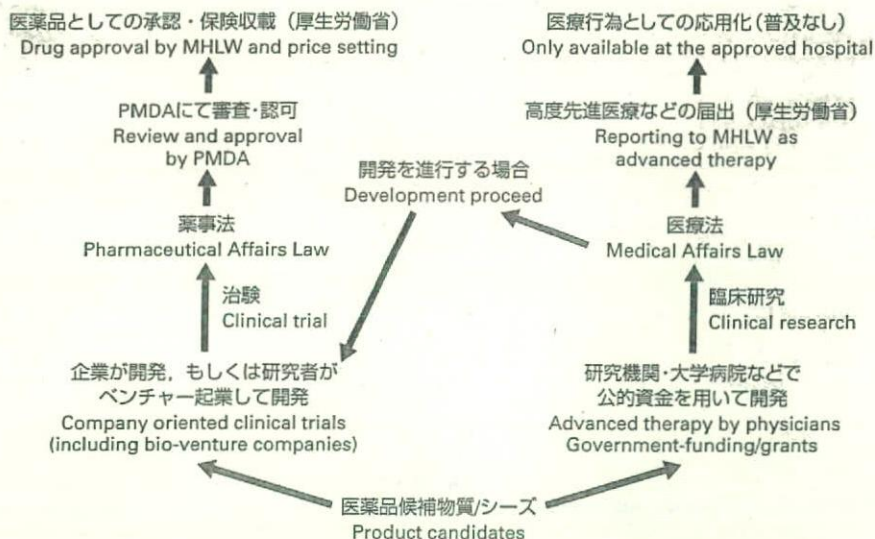 医薬品としての承認・保険収載（厚生労働省）
Drug approval by MHLW and price setting
PMDAにて審査・認可
Review and approval
by PMDA
薬事法
Pharmaceutical Affairs Law
治験
Clinical trial
企業が開発，もしくは研究者が
ベンチャー起業して開発
Company oriented clinical trials
(including bio-venture companies)
開発を進行する場合
Development proceed
医療行為としての応用化（普及なし）
Only available at the approved hospital
高度先進医療などの届出（厚生労働省）
Reporting to MHLW as
advanced therapy
医療法
Medical Affairs Law
臨床研究
Clinical research
研究機関・大学病院などで
公的資金を用いて開発
Advanced therapy by physicians
Government-funding/grants
医薬品候補物質/シーズ
Product candidates